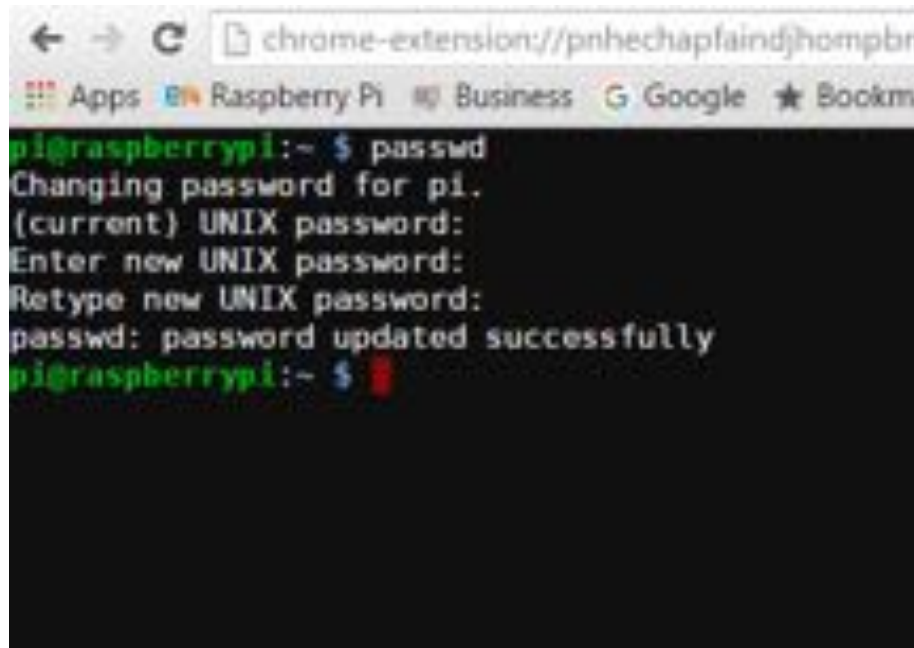 chrome-extension://pnhechapfaindjhompbn
Apps Raspberry Pi Business Google Bookm
pi@raspberrypi:~ $ passwd
Changing password for pi.
(current) UNIX password:
Enter new UNIX password:
Retype new UNIX password:
passwd: password updated successfully
pi@raspberrypi:~ $